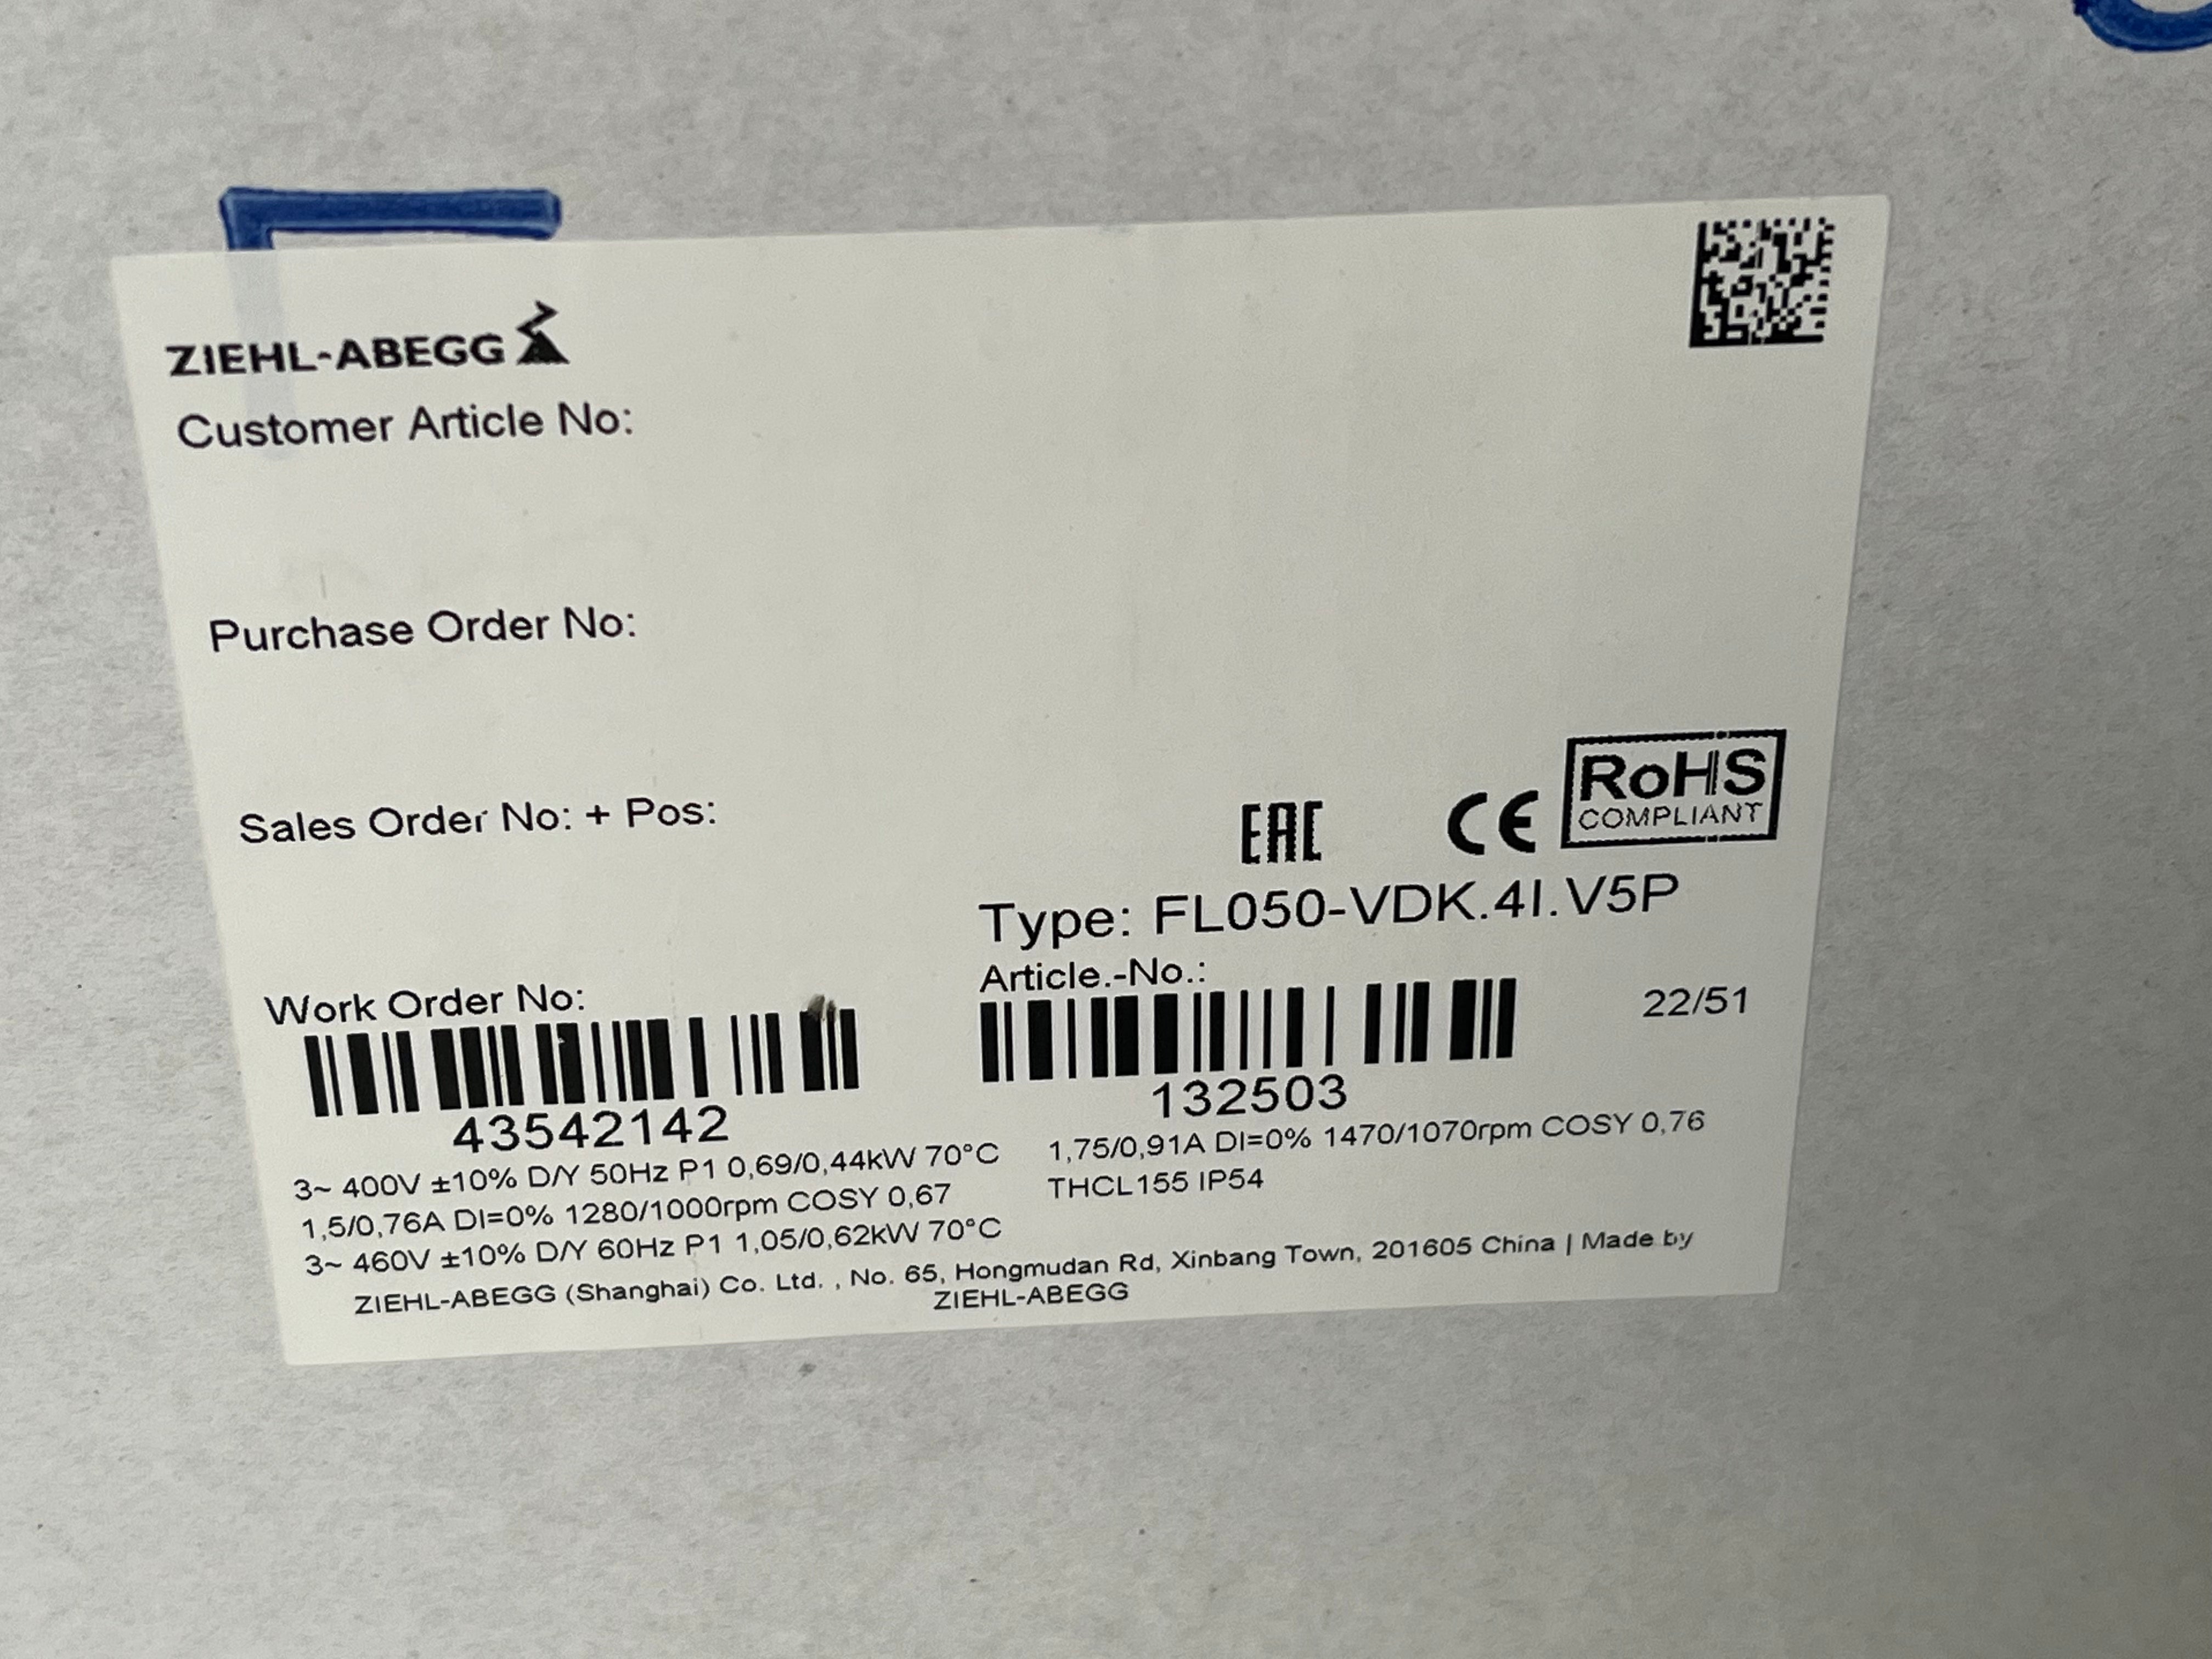 ZIEHL-ABEGG
Customer Article No:
Purchase Order No:
Sales Order No: + Pos:
EAC CE RoHS
COMPLIANT
Type: FL050-VDK.4I.V5P
Article.-No.:
22/51
132503
Work Order No:
43542142
3~ 400V ±10% D/Y 50Hz P1 0,69/0,44kW 70°C
1,5/0,76A DI=0% 1280/1000rpm COSY 0,67
3~ 460V ±10% D/Y 60Hz P1 1,05/0,62kW 70°C
1,75/0,91A DI=0% 1470/1070rpm COSY 0,76
THCL155 IP54
ZIEHL-ABEGG (Shanghai) Co. Ltd. , No. 65, Hongmudan Rd, Xinbang Town, 201605 China | Made by
ZIEHL-ABEGG